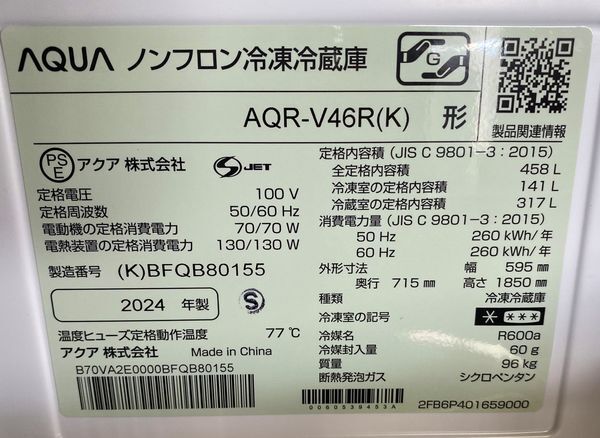 AQUA ノンフロン冷凍冷蔵庫
G
AQR-V46R(K) 形
製品関連情報
PS
E
アクア 株式会社
S JET
定格電圧 100 V
定格周波数 50/60 Hz
電動機の定格消費電力 70/70 W
電熱装置の定格消費電力 130/130 W
製造番号 (K)BFQB80155
2024 年製
S
温度ヒューズ定格動作温度 77℃
アクア 株式会社 Made in China
B70VA2E0000BFQB80155
定格内容積 (JIS C 9801-3:2015)
全定格内容積 458 L
冷凍室の定格内容積 141 L
冷蔵室の定格内容積 317 L
消費電力量 (JIS C 9801-3:2015)
50 Hz 260 kWh/年
60 Hz 260 kWh/年
外形寸法 幅 595 mm
奥行 715 mm 高さ 1850 mm
種類 冷凍冷蔵庫
冷凍室の記号 * ***
冷媒名 R600a
冷媒封入量 60 g
質量 96 kg
断熱発泡ガス シクロペンタン
0060539453A
2FB6P401659000